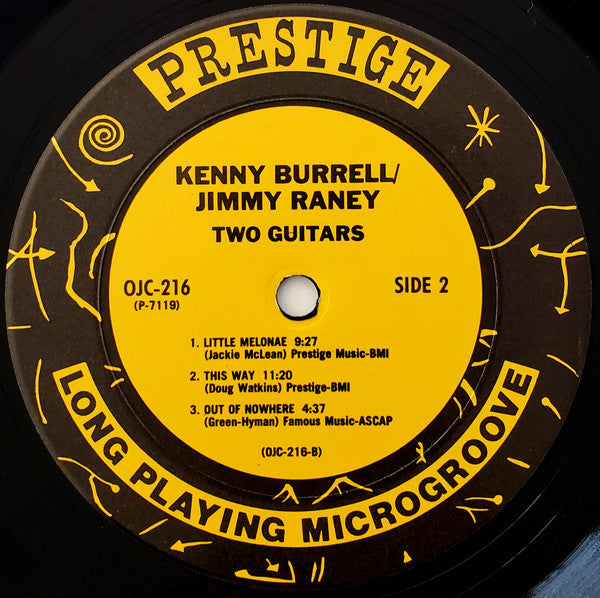 PRESTIGE
KENNY BURRELL/
JIMMY RANEY
TWO GUITARS
OJC-216
(P-7119)
SIDE 2
1. LITTLE MELONAE 9:27
(Jackie McLean) Prestige Music-BMI
2. THIS WAY 11:20
(Doug Watkins) Prestige-BMI
3. OUT OF NOWHERE 4:37
(Green-Hyman) Famous Music-ASCAP
(OJC-216-B)
LONG PLAYING MICROGROOVE